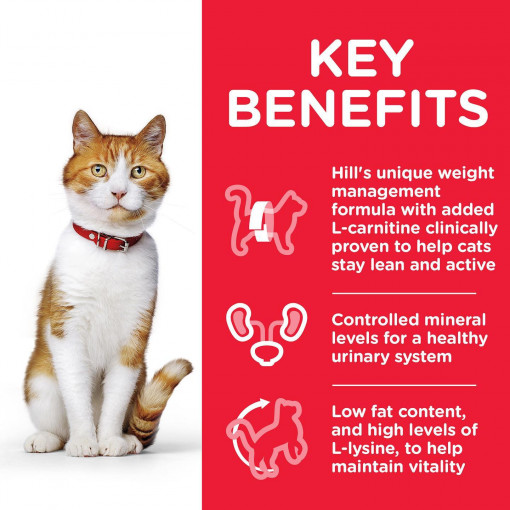 KEY
BENEFITS
Hill's unique weight
management
formula with added
L-carnitine clinically
proven to help cats
stay lean and active
Controlled mineral
levels for a healthy
urinary system
Low fat content,
and high levels of
L-lysine, to help
maintain vitality